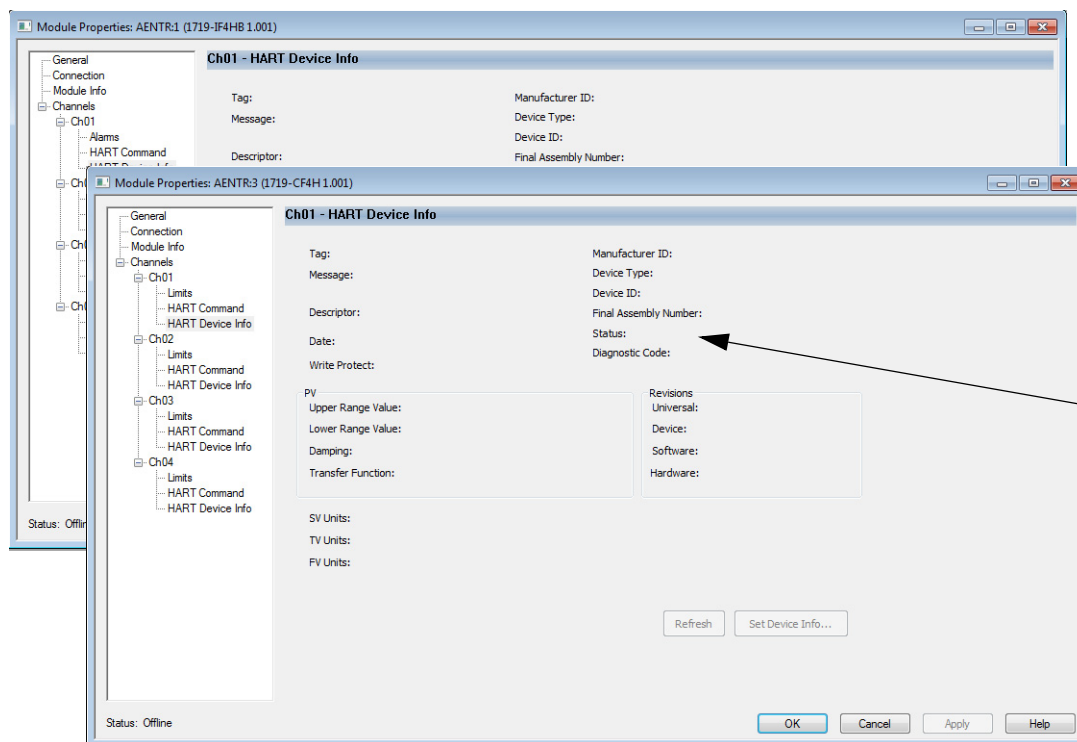 Module Properties: AENTR:1 (1719-IF4HB 1.001)
General
Connection
Module Info
Channels
Ch01
Alarms
HART Command
Ch01 - HART Device Info
Tag:
Message:
Descriptor:
Manufacturer ID:
Device Type:
Device ID:
Final Assembly Number:
Status:
Module Properties: AENTR:3 (1719-CF4H 1.001)
General
Connection
Module Info
Channels
Ch01
Limits
HART Command
HART Device Info
Ch02
Limits
HART Command
HART Device Info
Ch03
Limits
HART Command
HART Device Info
Ch04
Limits
HART Command
HART Device Info
Ch01 - HART Device Info
Tag:
Message:
Descriptor:
Date:
Write Protect:
Manufacturer ID:
Device Type:
Device ID:
Final Assembly Number:
Status:
Diagnostic Code:
PV
Upper Range Value:
Lower Range Value:
Damping:
Transfer Function:
Revisions
Universal:
Device:
Software:
Hardware:
SV Units:
TV Units:
FV Units:
Refresh
Set Device Info...
Status: Offline
OK
Cancel
Apply
Help